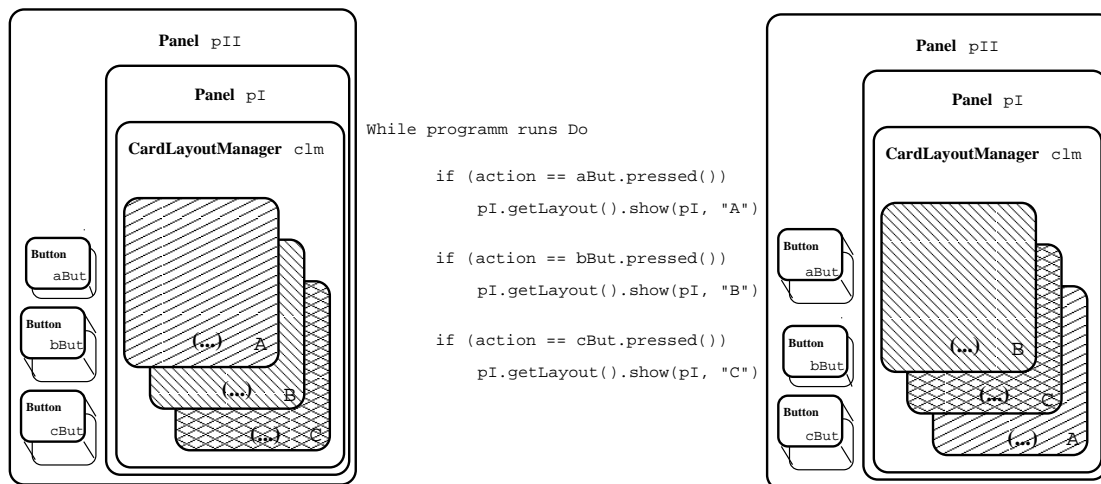 Panel pII
Panel pI
CardLayoutManager clm
Button
aBut
Button
bBut
Button
cBut
(...) A
(...) B
(...) C
While programm runs Do
if (action == aBut.pressed())
pI.getLayout().show(pI, "A")
if (action == bBut.pressed())
pI.getLayout().show(pI, "B")
if (action == cBut.pressed())
pI.getLayout().show(pI, "C")
Panel pII
Panel pI
CardLayoutManager clm
Button
aBut
Button
bBut
Button
cBut
(...) B
(...) C
(...) A